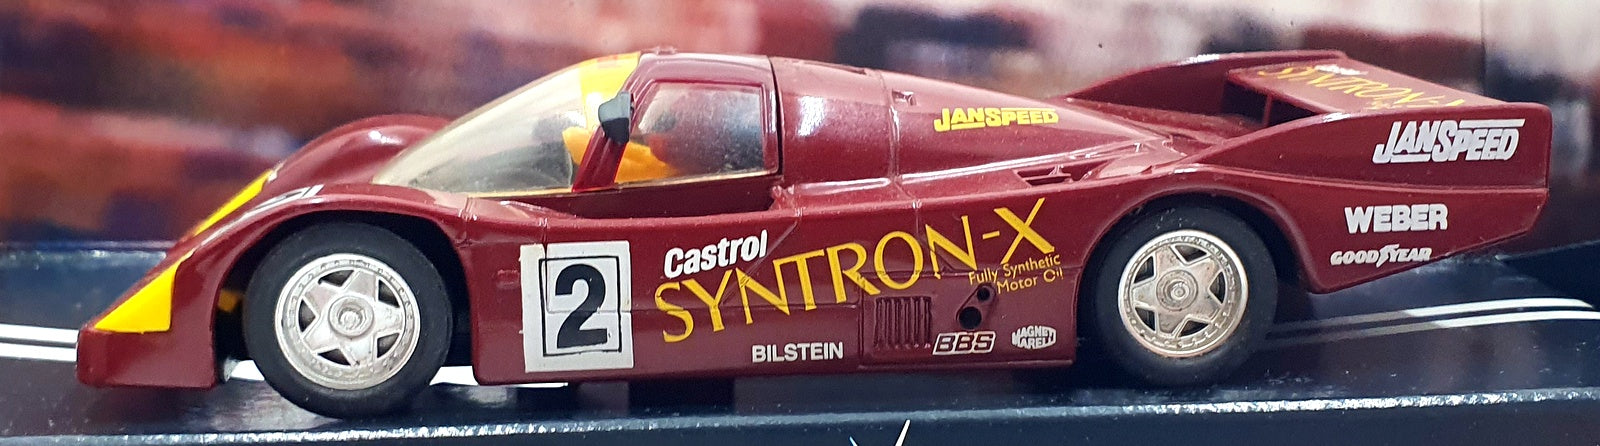 SYNTRON-X
JANSPEED
JANSPEED
Castrol
SYNTRON-X
Fully Synthetic
Motor Oil
2
BILSTEIN
BBS
MAGNETI
MARELLI
WEBER
GOODYEAR